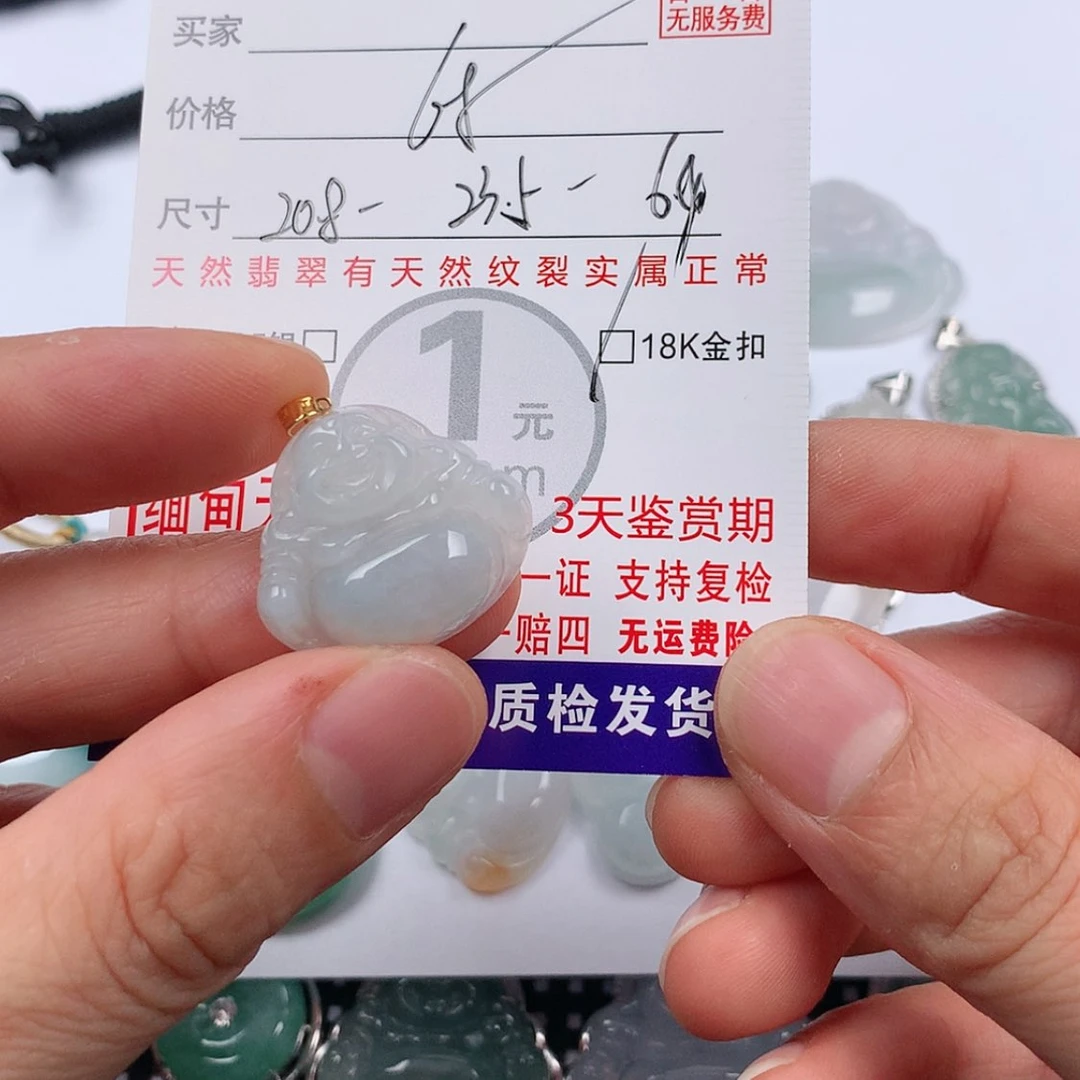 无服务费
买家
价格 68
尺寸 208- 23.5- 6.9
天然翡翠有天然纹裂实属正常
18K金扣
1元
m
缅甸天
3天鉴赏期
一证 支持复检
赔四 无运费险
质检发货